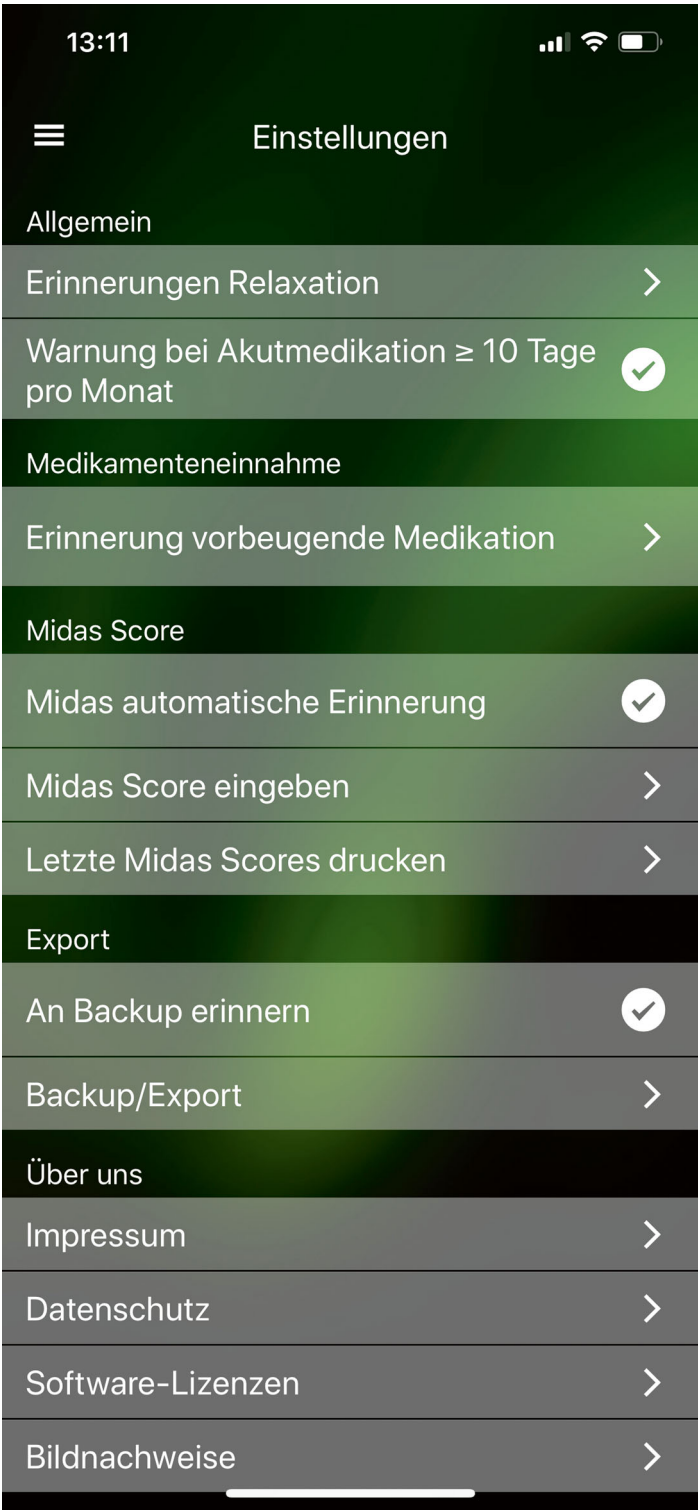 13:11
Einstellungen
Allgemein
Erinnerungen Relaxation
Warnung bei Akutmedikation ≥ 10 Tage
pro Monat
Medikamenteneinnahme
Erinnerung vorbeugende Medikation
Midas Score
Midas automatische Erinnerung
Midas Score eingeben
Letzte Midas Scores drucken
Export
An Backup erinnern
Backup/Export
Über uns
Impressum
Datenschutz
Software-Lizenzen
Bildnachweise